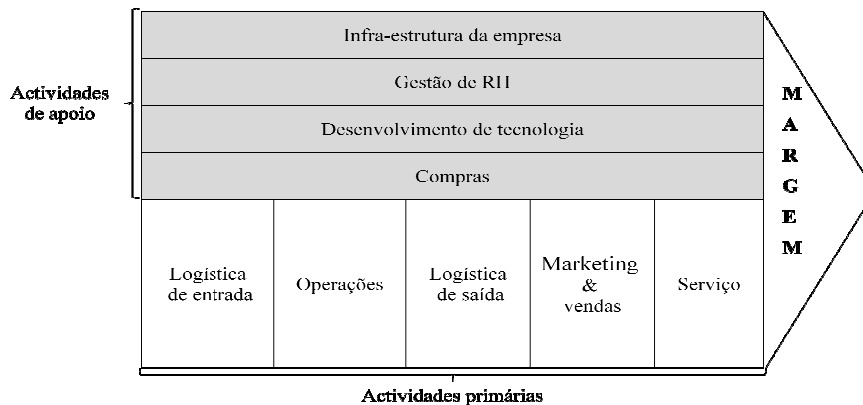 Infra-estrutura da empresa
Gestão de RH
Actividades
de apoio
Desenvolvimento de tecnologia
Compras
M
A
R
G
E
M
Logística
de entrada
Operações
Logística
de saída
Marketing
&
vendas
Serviço
Actividades primárias